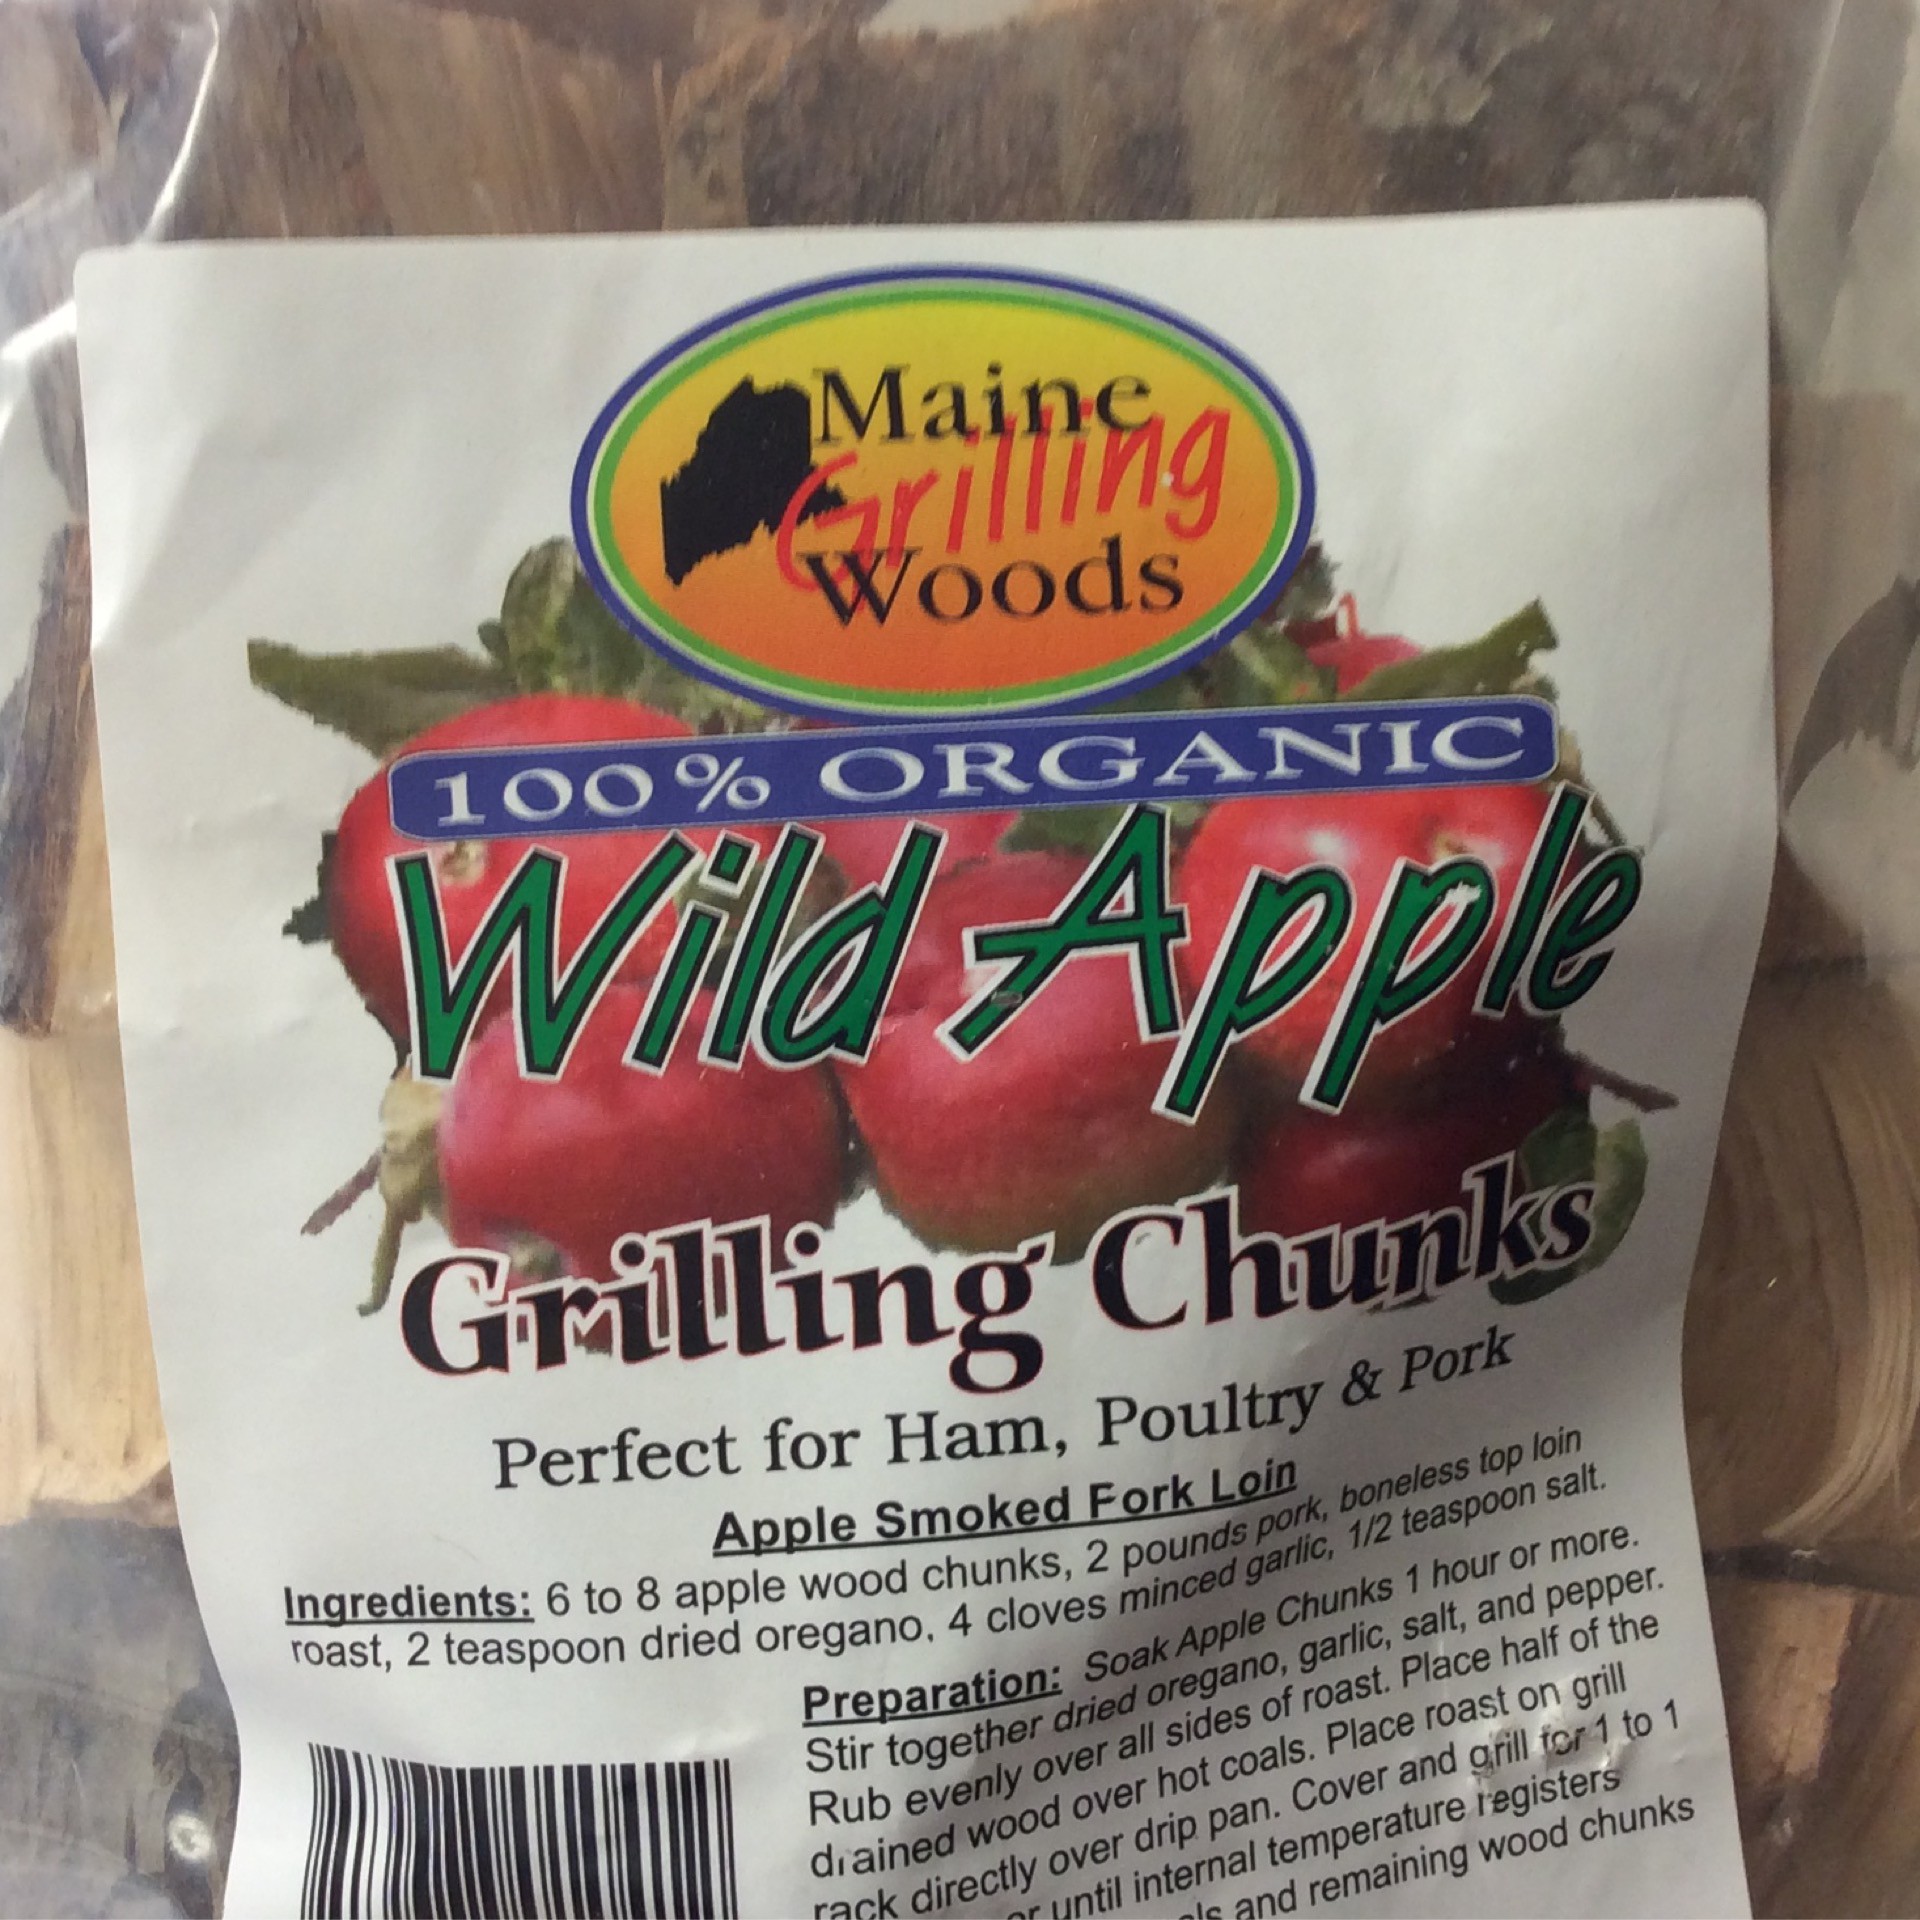 Maine
Grilling
Woods
100% ORGANIC
Wild Apple
Grilling Chunks
Perfect for Ham, Poultry & Pork
Apple Smoked Fork Loin
Ingredients: 6 to 8 apple wood chunks, 2 pounds pork, boneless top loin
roast, 2 teaspoon dried oregano, 4 cloves minced garlic, 1/2 teaspoon salt.
Preparation: Soak Apple Chunks 1 hour or more.
Stir together dried oregano, garlic, salt, and pepper.
Rub evenly over all sides of roast. Place half of the
drained wood over hot coals. Place roast on grill
rack directly over drip pan. Cover and grill for 1 to 1
or until internal temperature registers
and remaining wood chunks